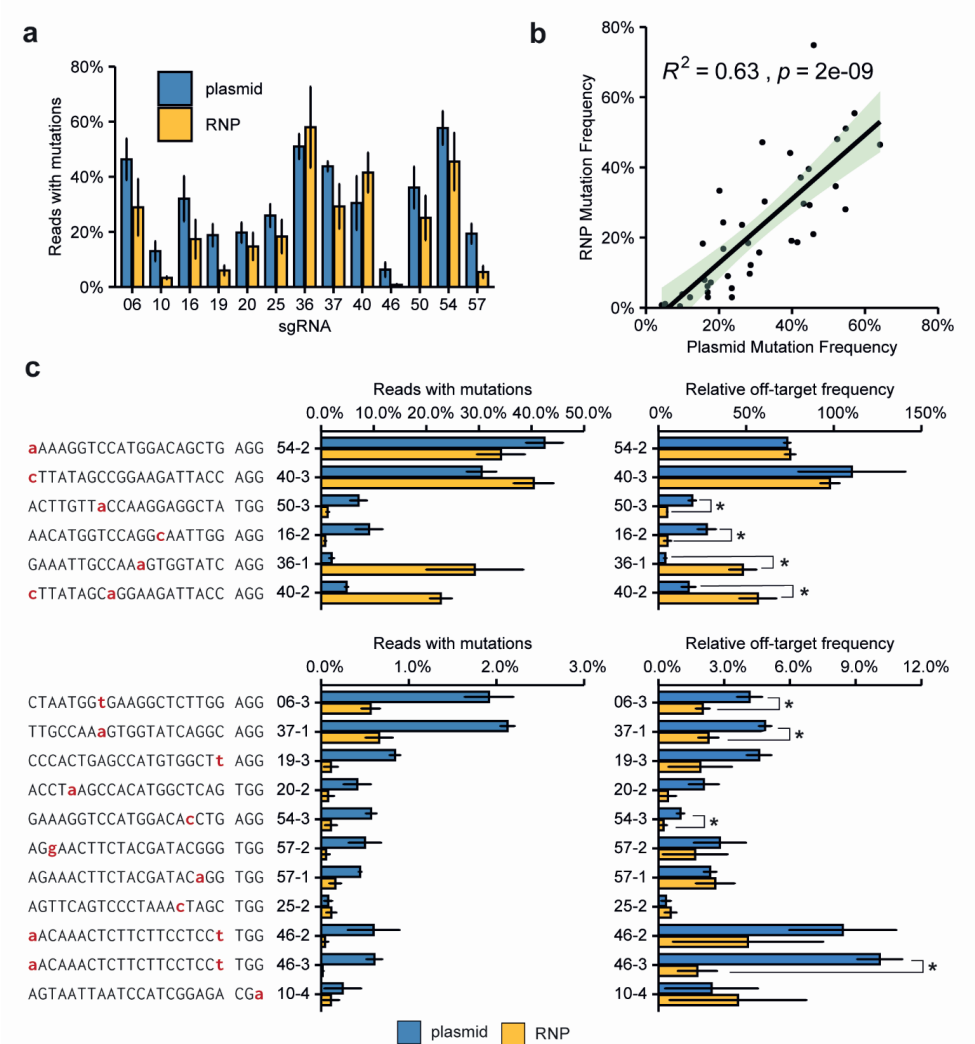 a
80%
60%
40%
20%
0%
Reads with mutations
plasmid
RNP
06 10 16 19 20 25 36 37 40 46 50 54 57
sgRNA
b
80%
60%
40%
20%
0%
RNP Mutation Frequency
R² = 0.63 , p = 2e-09
0% 20% 40% 60% 80%
Plasmid Mutation Frequency
c
Reads with mutations
0.0% 10.0% 20.0% 30.0% 40.0% 50.0%
Relative off-target frequency
0% 50% 100% 150%
aAAAGGTCCATGGACAGCTG AGG 54-2
cTTATAGCCGGAAGATTACC AGG 40-3
ACTTGTTaCCAAGGAGGCTA TGG 50-3 *
AACATGGTCCAGGcAATTGG AGG 16-2 *
GAAATTGCCAAaGTGGTATC AGG 36-1 *
cTTATAGCaGGAAGATTACC AGG 40-2 *
Reads with mutations
0.0% 1.0% 2.0% 3.0%
Relative off-target frequency
0.0% 3.0% 6.0% 9.0% 12.0%
CTAATGGtGAAGGCTCTTGG AGG 06-3 *
TTGCCAAaGTGGTATCAGGC AGG 37-1 *
CCCACTGAGCCATGTGGCTt AGG 19-3
ACCTaAGCCACATGGCTCAG TGG 20-2
GAAAGGTCCATGGACAcCTG AGG 54-3 *
AGgAACTTCTACGATACGGG TGG 57-2
AGAAACTTCTACGATACaGG TGG 57-1
AGTTCAGTCCCTAAAcTAGC TGG 25-2
aACAAACTCTTCTTCCTCCt TGG 46-2
aACAAACTCTTCTTCCTCCt TGG 46-3 *
AGTAATTAATCCATCGGAGA CGa 10-4
plasmid RNP